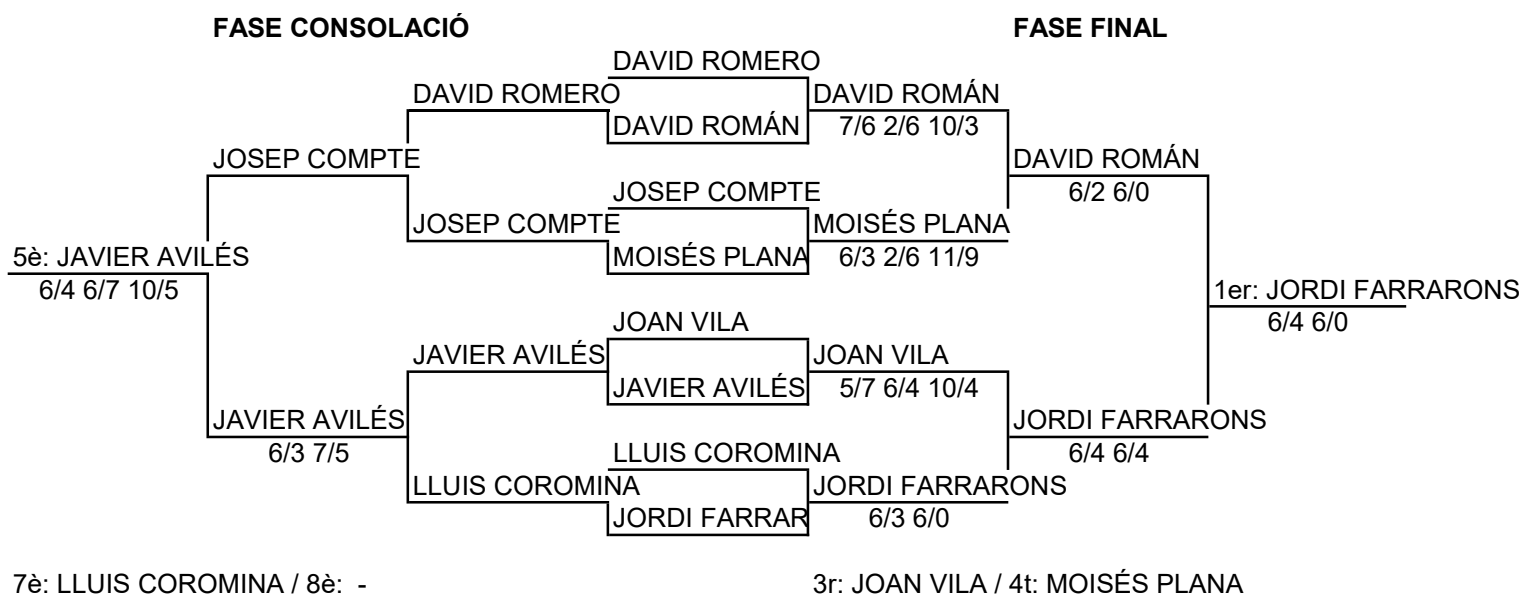 FASE CONSOLACIÓ
FASE FINAL
DAVID ROMERO
DAVID ROMERO
DAVID ROMÁN
DAVID ROMÁN
7/6 2/6 10/3
JOSEP COMPTE
DAVID ROMÁN
6/2 6/0
JOSEP COMPTE
JOSEP COMPTE
MOISÉS PLANA
5è: JAVIER AVILÉS
MOISÉS PLANA
6/3 2/6 11/9
6/4 6/7 10/5
1er: JORDI FARRARONS
6/4 6/0
JOAN VILA
JAVIER AVILÉS
JOAN VILA
JAVIER AVILÉS
5/7 6/4 10/4
JAVIER AVILÉS
JORDI FARRARONS
6/3 7/5
LLUIS COROMINA
6/4 6/4
LLUIS COROMINA
JORDI FARRARONS
JORDI FARRAR
6/3 6/0
7è: LLUIS COROMINA / 8è: -
3r: JOAN VILA / 4t: MOISÉS PLANA